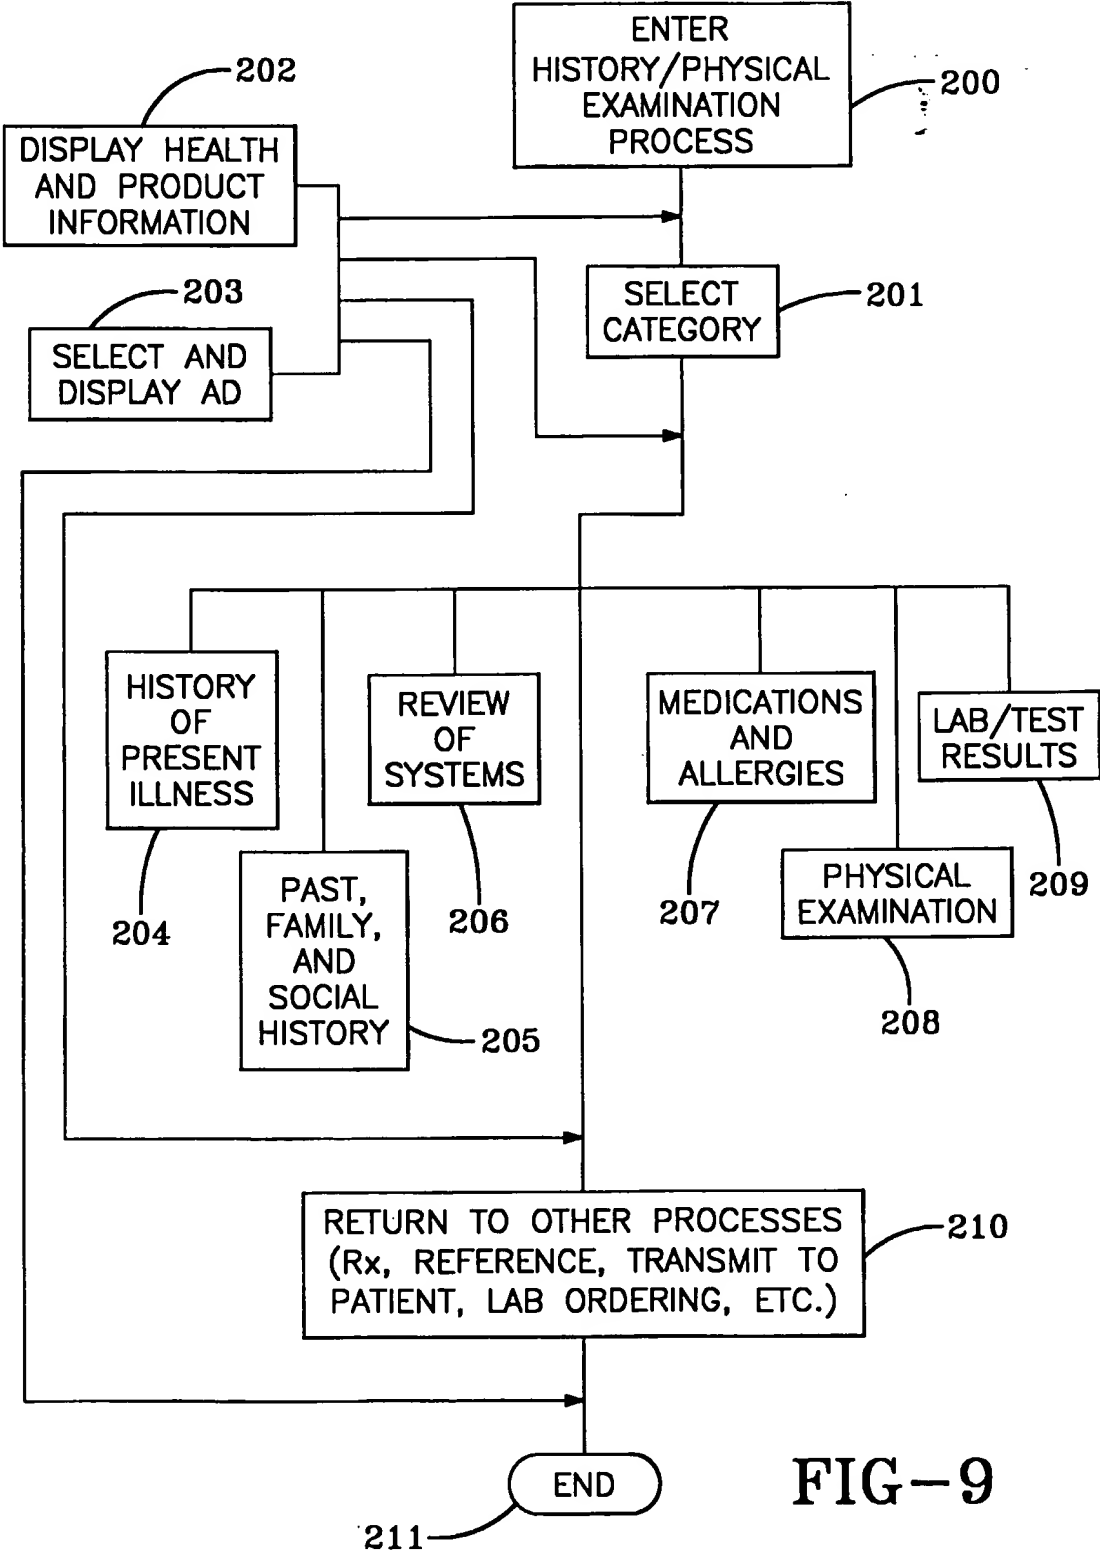 ENTER
HISTORY/PHYSICAL
EXAMINATION
PROCESS
200
202
DISPLAY HEALTH
AND PRODUCT
INFORMATION
203
SELECT AND
DISPLAY AD
SELECT
CATEGORY
201
HISTORY
OF
PRESENT
ILLNESS
204
PAST,
FAMILY,
AND
SOCIAL
HISTORY
205
REVIEW
OF
SYSTEMS
206
MEDICATIONS
AND
ALLERGIES
207
PHYSICAL
EXAMINATION
208
LAB/TEST
RESULTS
209
RETURN TO OTHER PROCESSES
(Rx, REFERENCE, TRANSMIT TO
PATIENT, LAB ORDERING, ETC.)
210
END
211
FIG-9